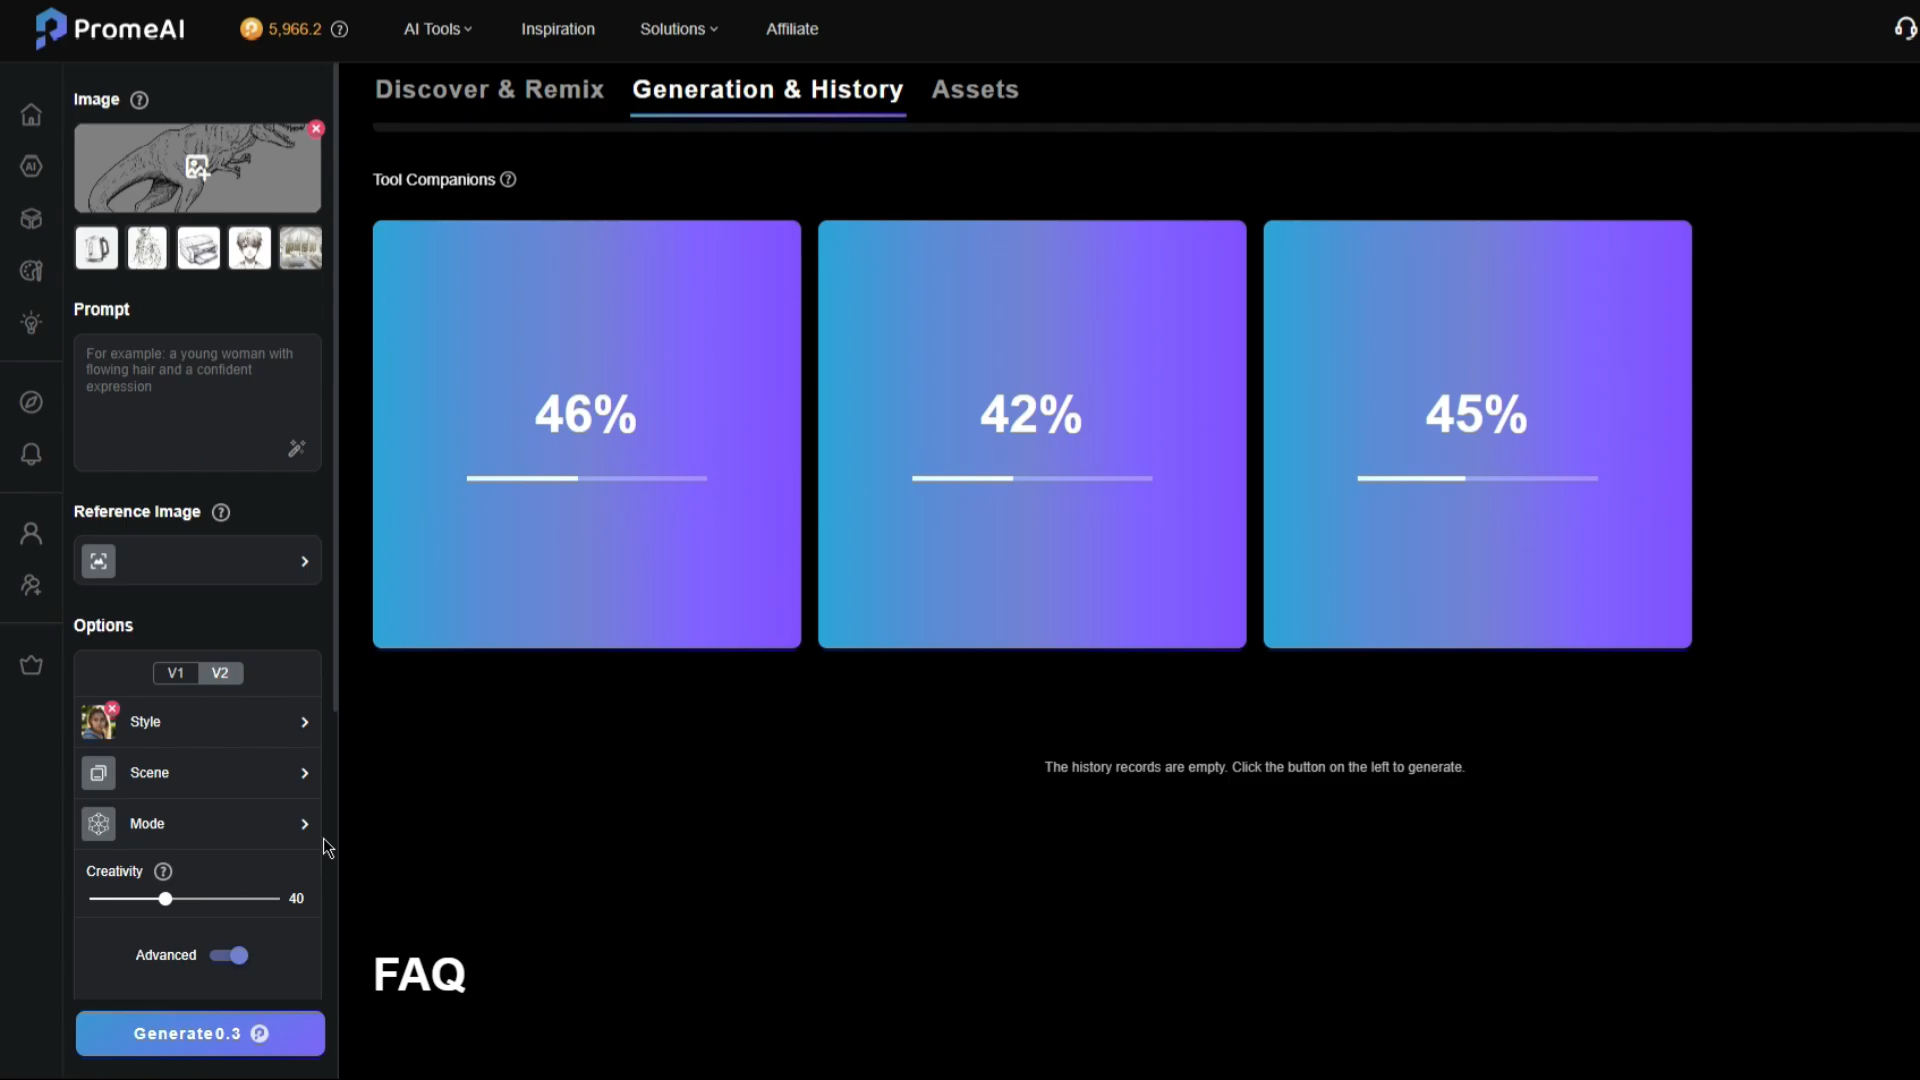 PromeAI
5,966.2
AI Tools
Inspiration
Solutions
Affiliate
Image
Discover & Remix
Generation & History
Assets
Tool Companions
Prompt
For example: a young woman with
flowing hair and a confident
expression
46%
42%
45%
Reference Image
Options
V1
V2
Style
Scene
Mode
The history records are empty. Click the button on the left to generate.
Creativity
40
Advanced
FAQ
Generate0.3